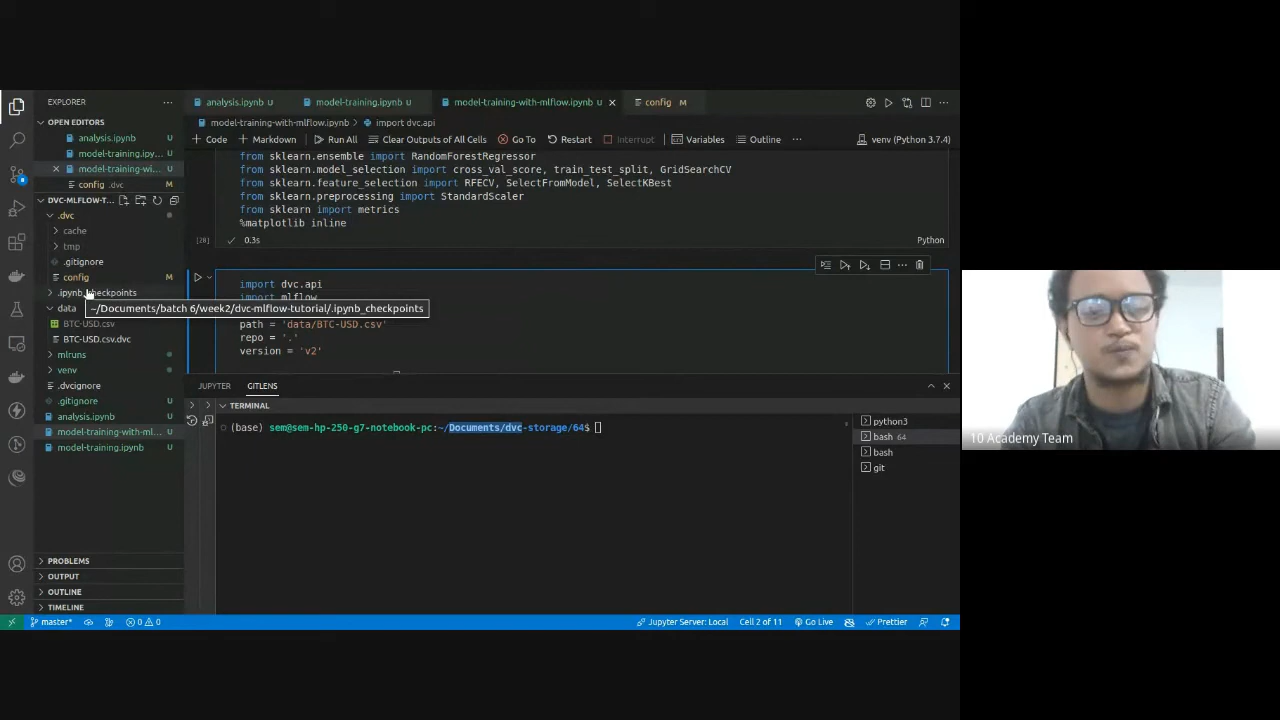 EXPLORER
OPEN EDITORS
analysis.ipynb U
model-training.ipy... U
model-training-wi... U
config .dvc M
DVC-MLFLOW-T...
.dvc
cache
tmp
.gitignore
config M
.ipynb_checkpoints
data
BTC-USD.csv
BTC-USD.csv.dvc
mlruns
venv
.dvcignore
.gitignore U
analysis.ipynb U
model-training-with-ml... U
model-training.ipynb U
PROBLEMS
OUTPUT
OUTLINE
TIMELINE
~/Documents/batch 6/week2/dvc-mlflow-tutorial/.ipynb_checkpoints
analysis.ipynb U model-training.ipynb U model-training-with-mlflow.ipynb U config M
model-training-with-mlflow.ipynb > import dvc.api
+ Code + Markdown Run All Clear Outputs of All Cells Go To Restart Interrupt Variables Outline ... venv (Python 3.7.4)
from sklearn.ensemble import RandomForestRegressor
from sklearn.model_selection import cross_val_score, train_test_split, GridSearchCV
from sklearn.feature_selection import RFECV, SelectFromModel, SelectKBest
from sklearn.preprocessing import StandardScaler
from sklearn import metrics
%matplotlib inline
[28] 0.3s Python
import dvc.api
import mlflow
path = 'data/BTC-USD.csv'
repo = '.'
version = 'v2'
JUPYTER GITLENS
TERMINAL
(base) sem@sem-hp-250-g7-notebook-pc:~/Documents/dvc-storage/64$
python3
bash 64
bash
git
master* 0 0 Jupyter Server: Local Cell 2 of 11 Go Live Prettier
10 Academy Team